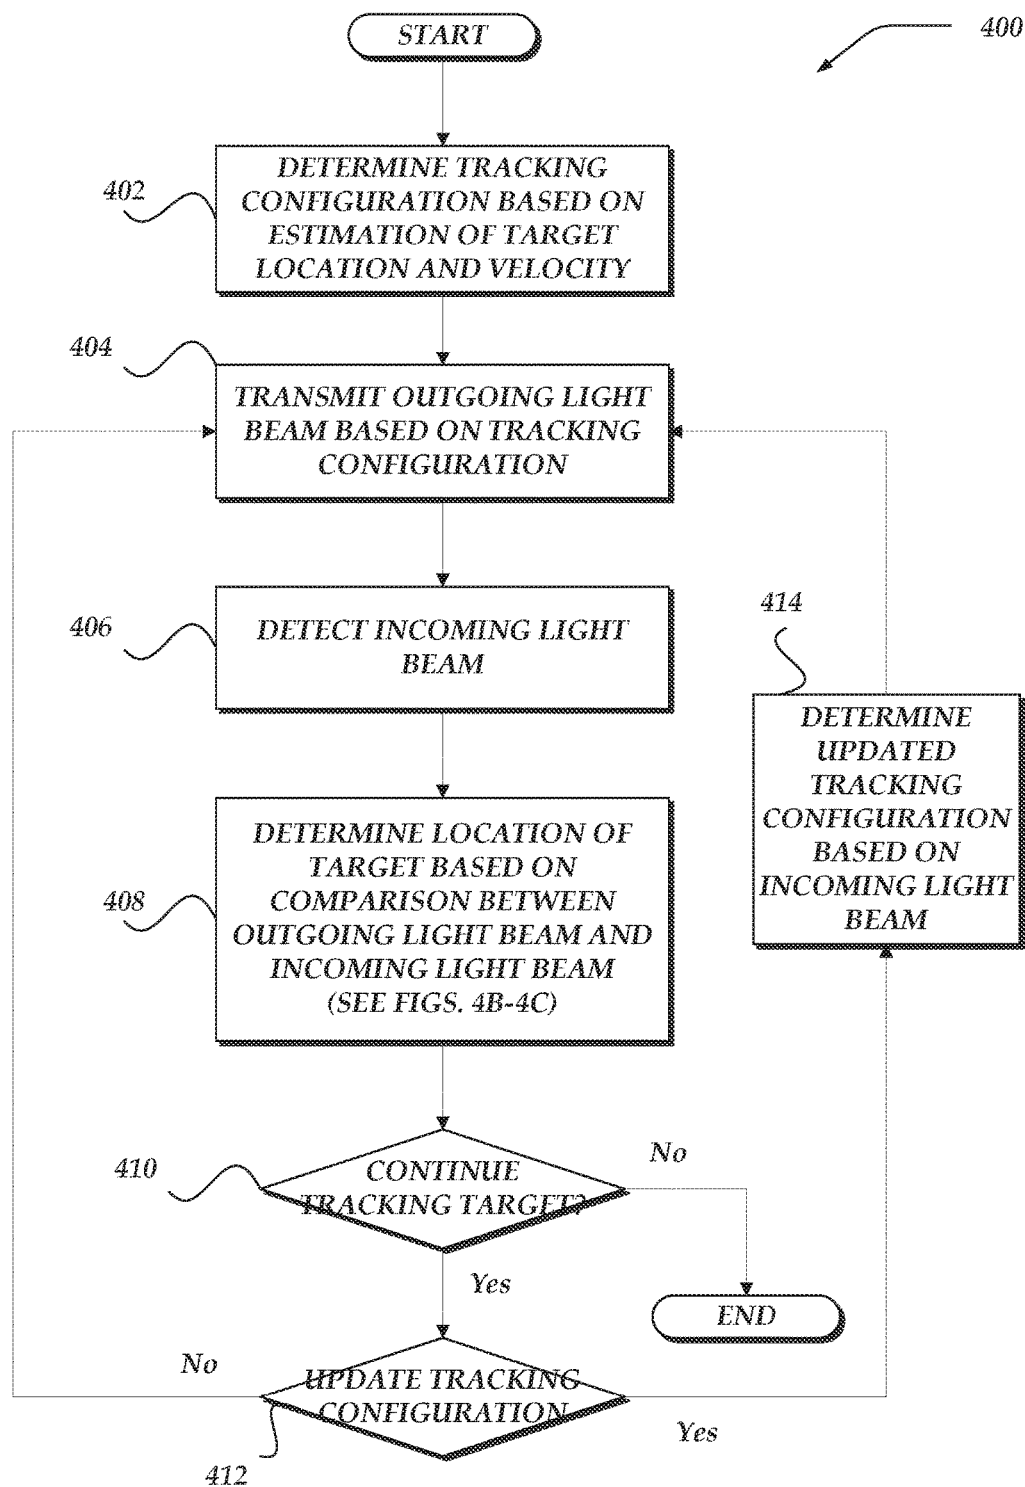 START
400
402
DETERMINE TRACKING
CONFIGURATION BASED ON
ESTIMATION OF TARGET
LOCATION AND VELOCITY
404
TRANSMIT OUTGOING LIGHT
BEAM BASED ON TRACKING
CONFIGURATION
406
DETECT INCOMING LIGHT
BEAM
414
DETERMINE
UPDATED
TRACKING
CONFIGURATION
BASED ON
INCOMING LIGHT
BEAM
408
DETERMINE LOCATION OF
TARGET BASED ON
COMPARISON BETWEEN
OUTGOING LIGHT BEAM AND
INCOMING LIGHT BEAM
(SEE FIGS. 4B-4C)
410
CONTINUE
TRACKING TARGET?
No
Yes
END
No
UPDATE TRACKING
CONFIGURATION
Yes
412